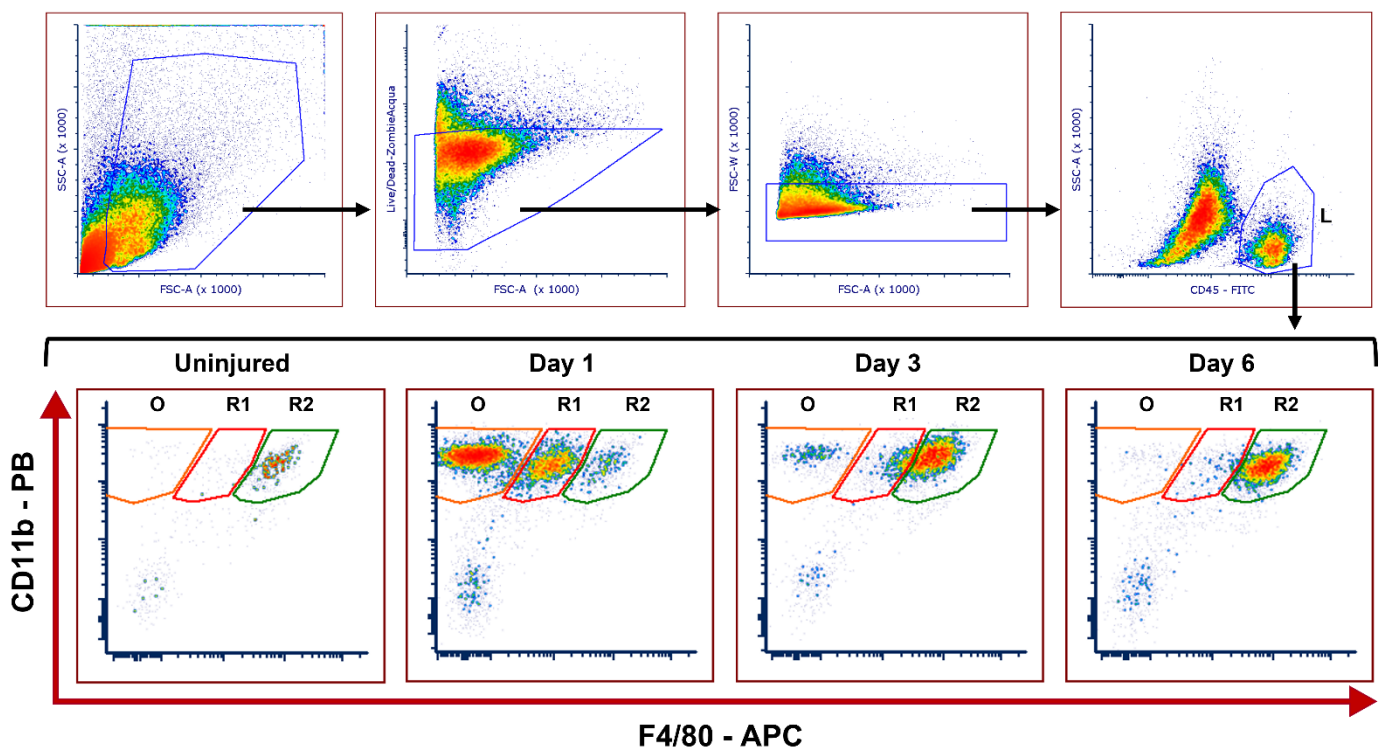 SSC-A (x 1000)
FSC-A (x 1000)
Live/Dead-ZombieAcqua
FSC-A (x 1000)
FSC-W (x 1000)
FSC-A (x 1000)
SSC-A (x 1000)
L
CD45 - FITC
Uninjured
Day 1
Day 3
Day 6
O R1 R2
O R1 R2
O R1 R2
O R1 R2
CD11b - PB
F4/80 - APC